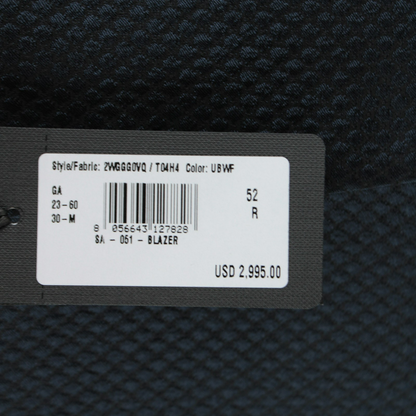 Style/Fabric: 2WGGG0VQ / T04H4 Color: UBWF
GA
23-60
30-M
52
R
8 056643 127828
SA - 051 - BLAZER
USD 2,995.00